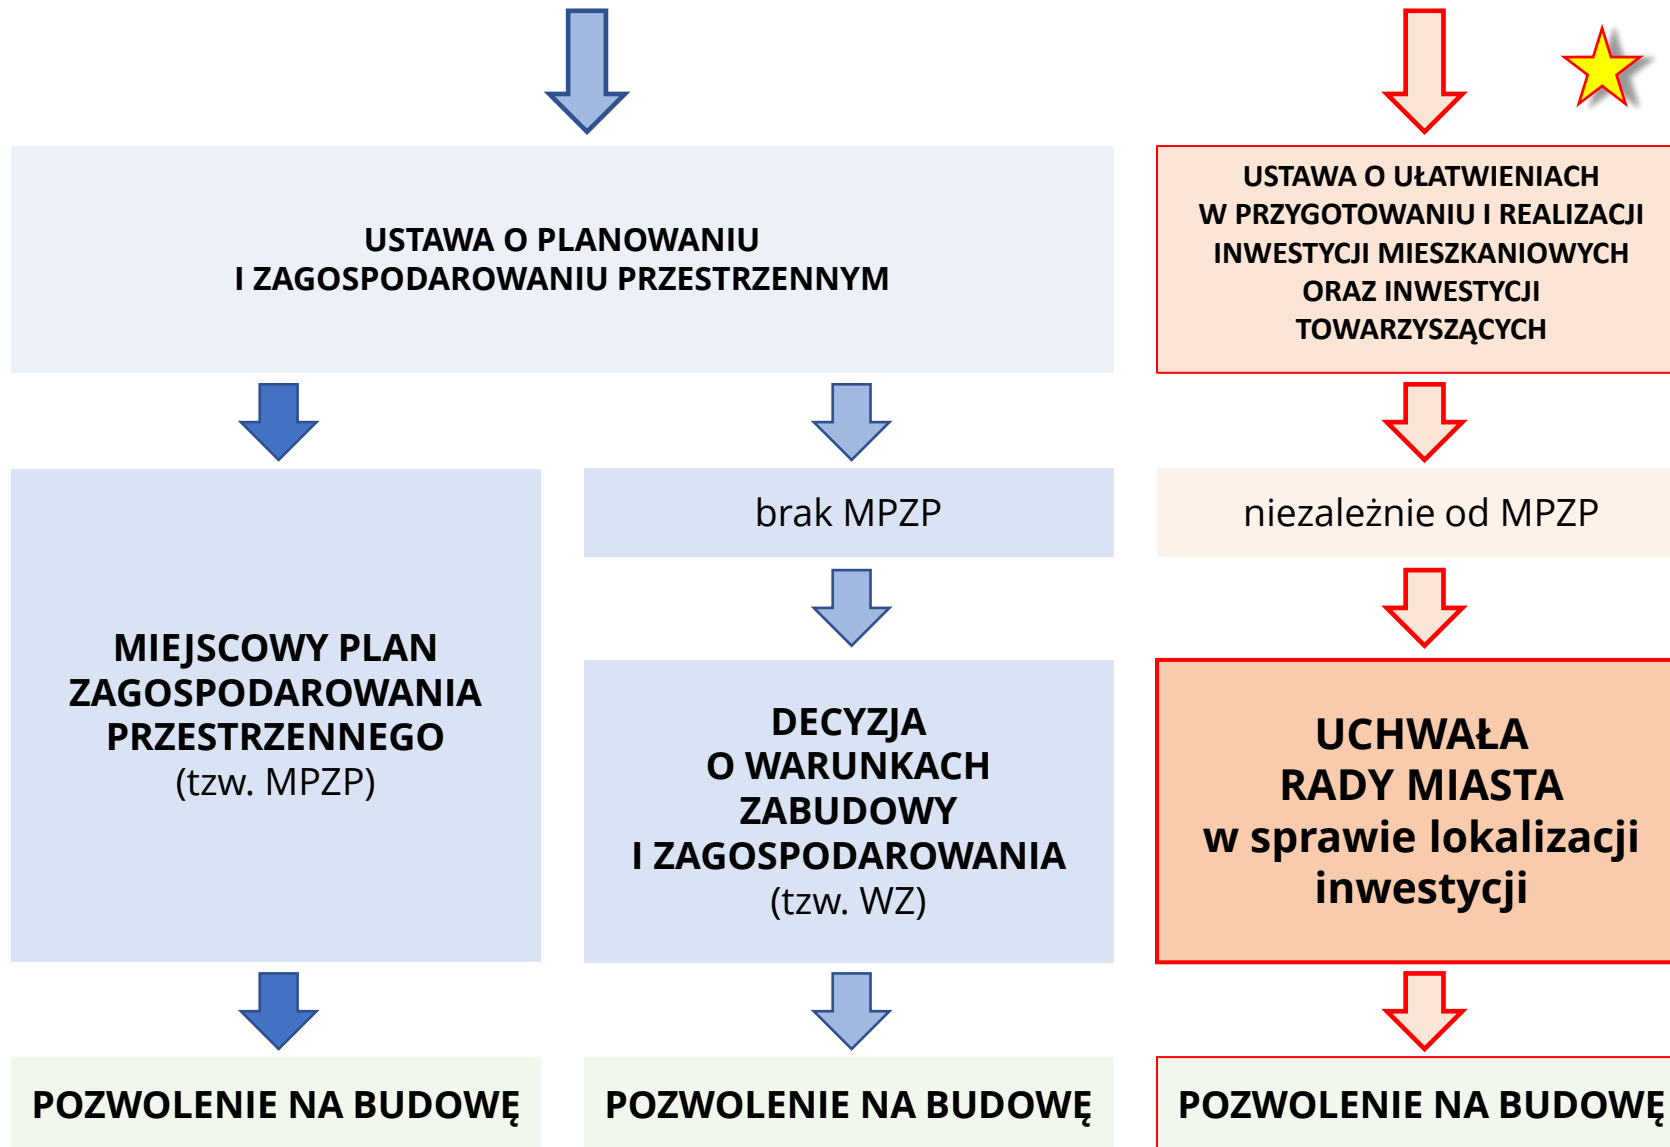 USTAWA O PLANOWANIU
I ZAGOSPODAROWANIU PRZESTRZENNYM
USTAWA O UŁATWIENIACH
W PRZYGOTOWANIU I REALIZACJI
INWESTYCJI MIESZKANIOWYCH
ORAZ INWESTYCJI
TOWARZYSZĄCYCH
brak MPZP
niezależnie od MPZP
MIEJSCOWY PLAN
ZAGOSPODAROWANIA
PRZESTRZENNEGO
(tzw. MPZP)
DECYZJA
O WARUNKACH
ZABUDOWY
I ZAGOSPODAROWANIA
(tzw. WZ)
UCHWAŁA
RADY MIASTA
w sprawie lokalizacji
inwestycji
POZWOLENIE NA BUDOWĘ
POZWOLENIE NA BUDOWĘ
POZWOLENIE NA BUDOWĘ